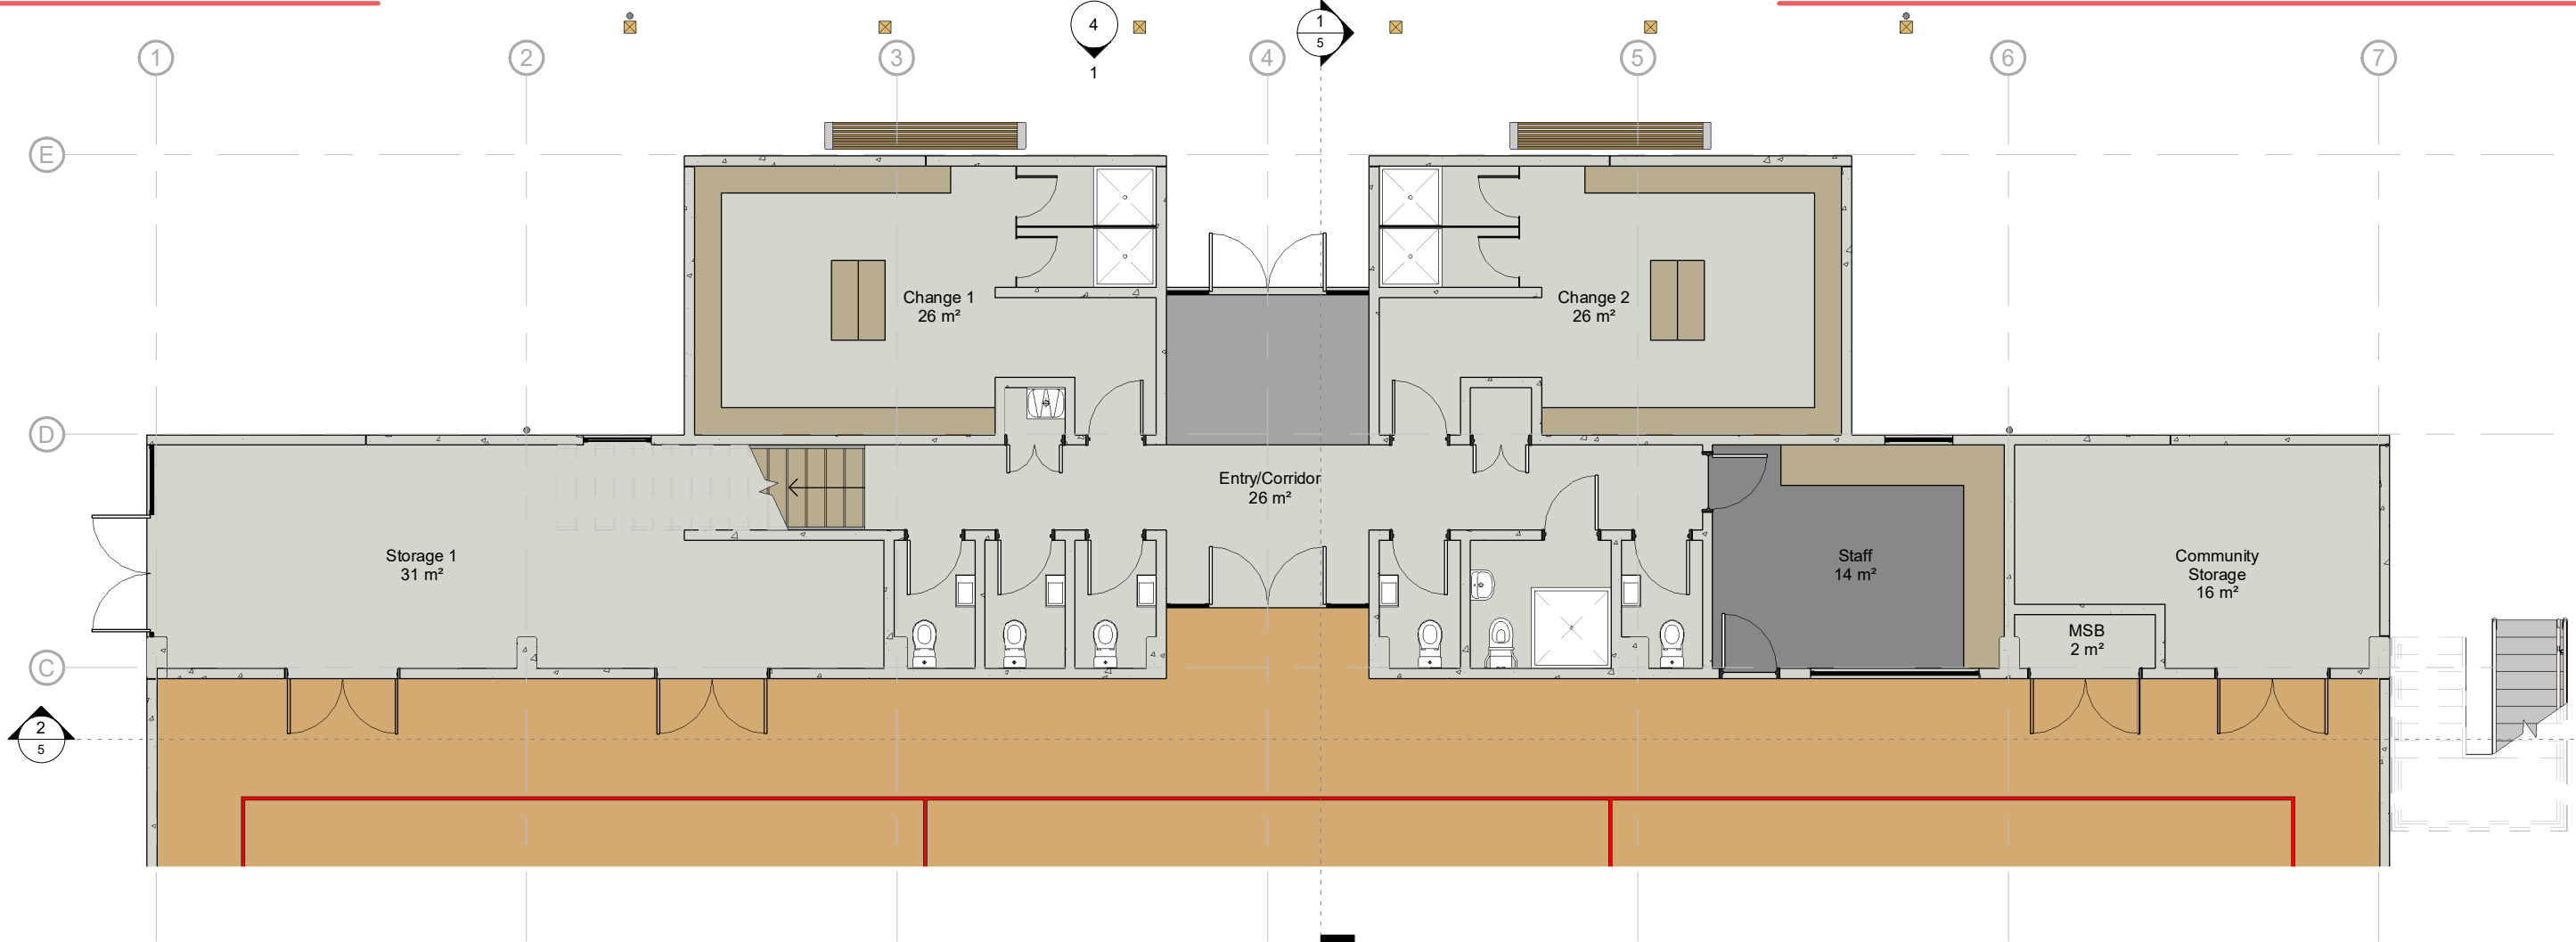 4
1
1
5
1
2
3
4
5
6
7
E
D
C
Change 1
26 m²
Change 2
26 m²
Entry/Corridor
26 m²
Storage 1
31 m²
Staff
14 m²
Community
Storage
16 m²
MSB
2 m²
2
5